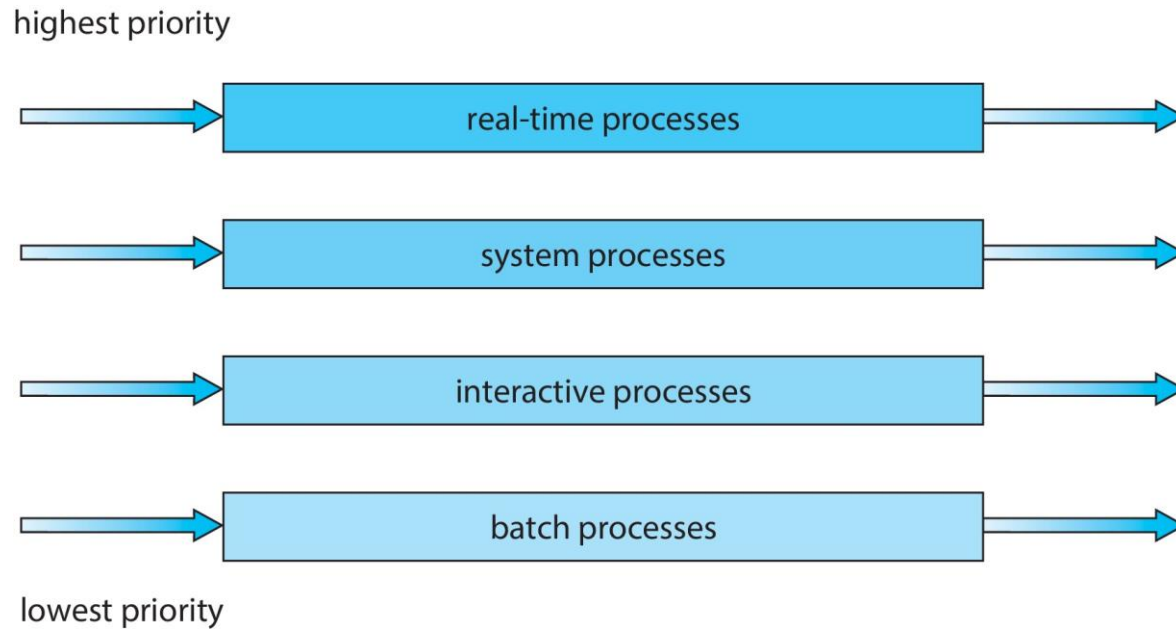 highest priority
real-time processes
system processes
interactive processes
batch processes
lowest priority